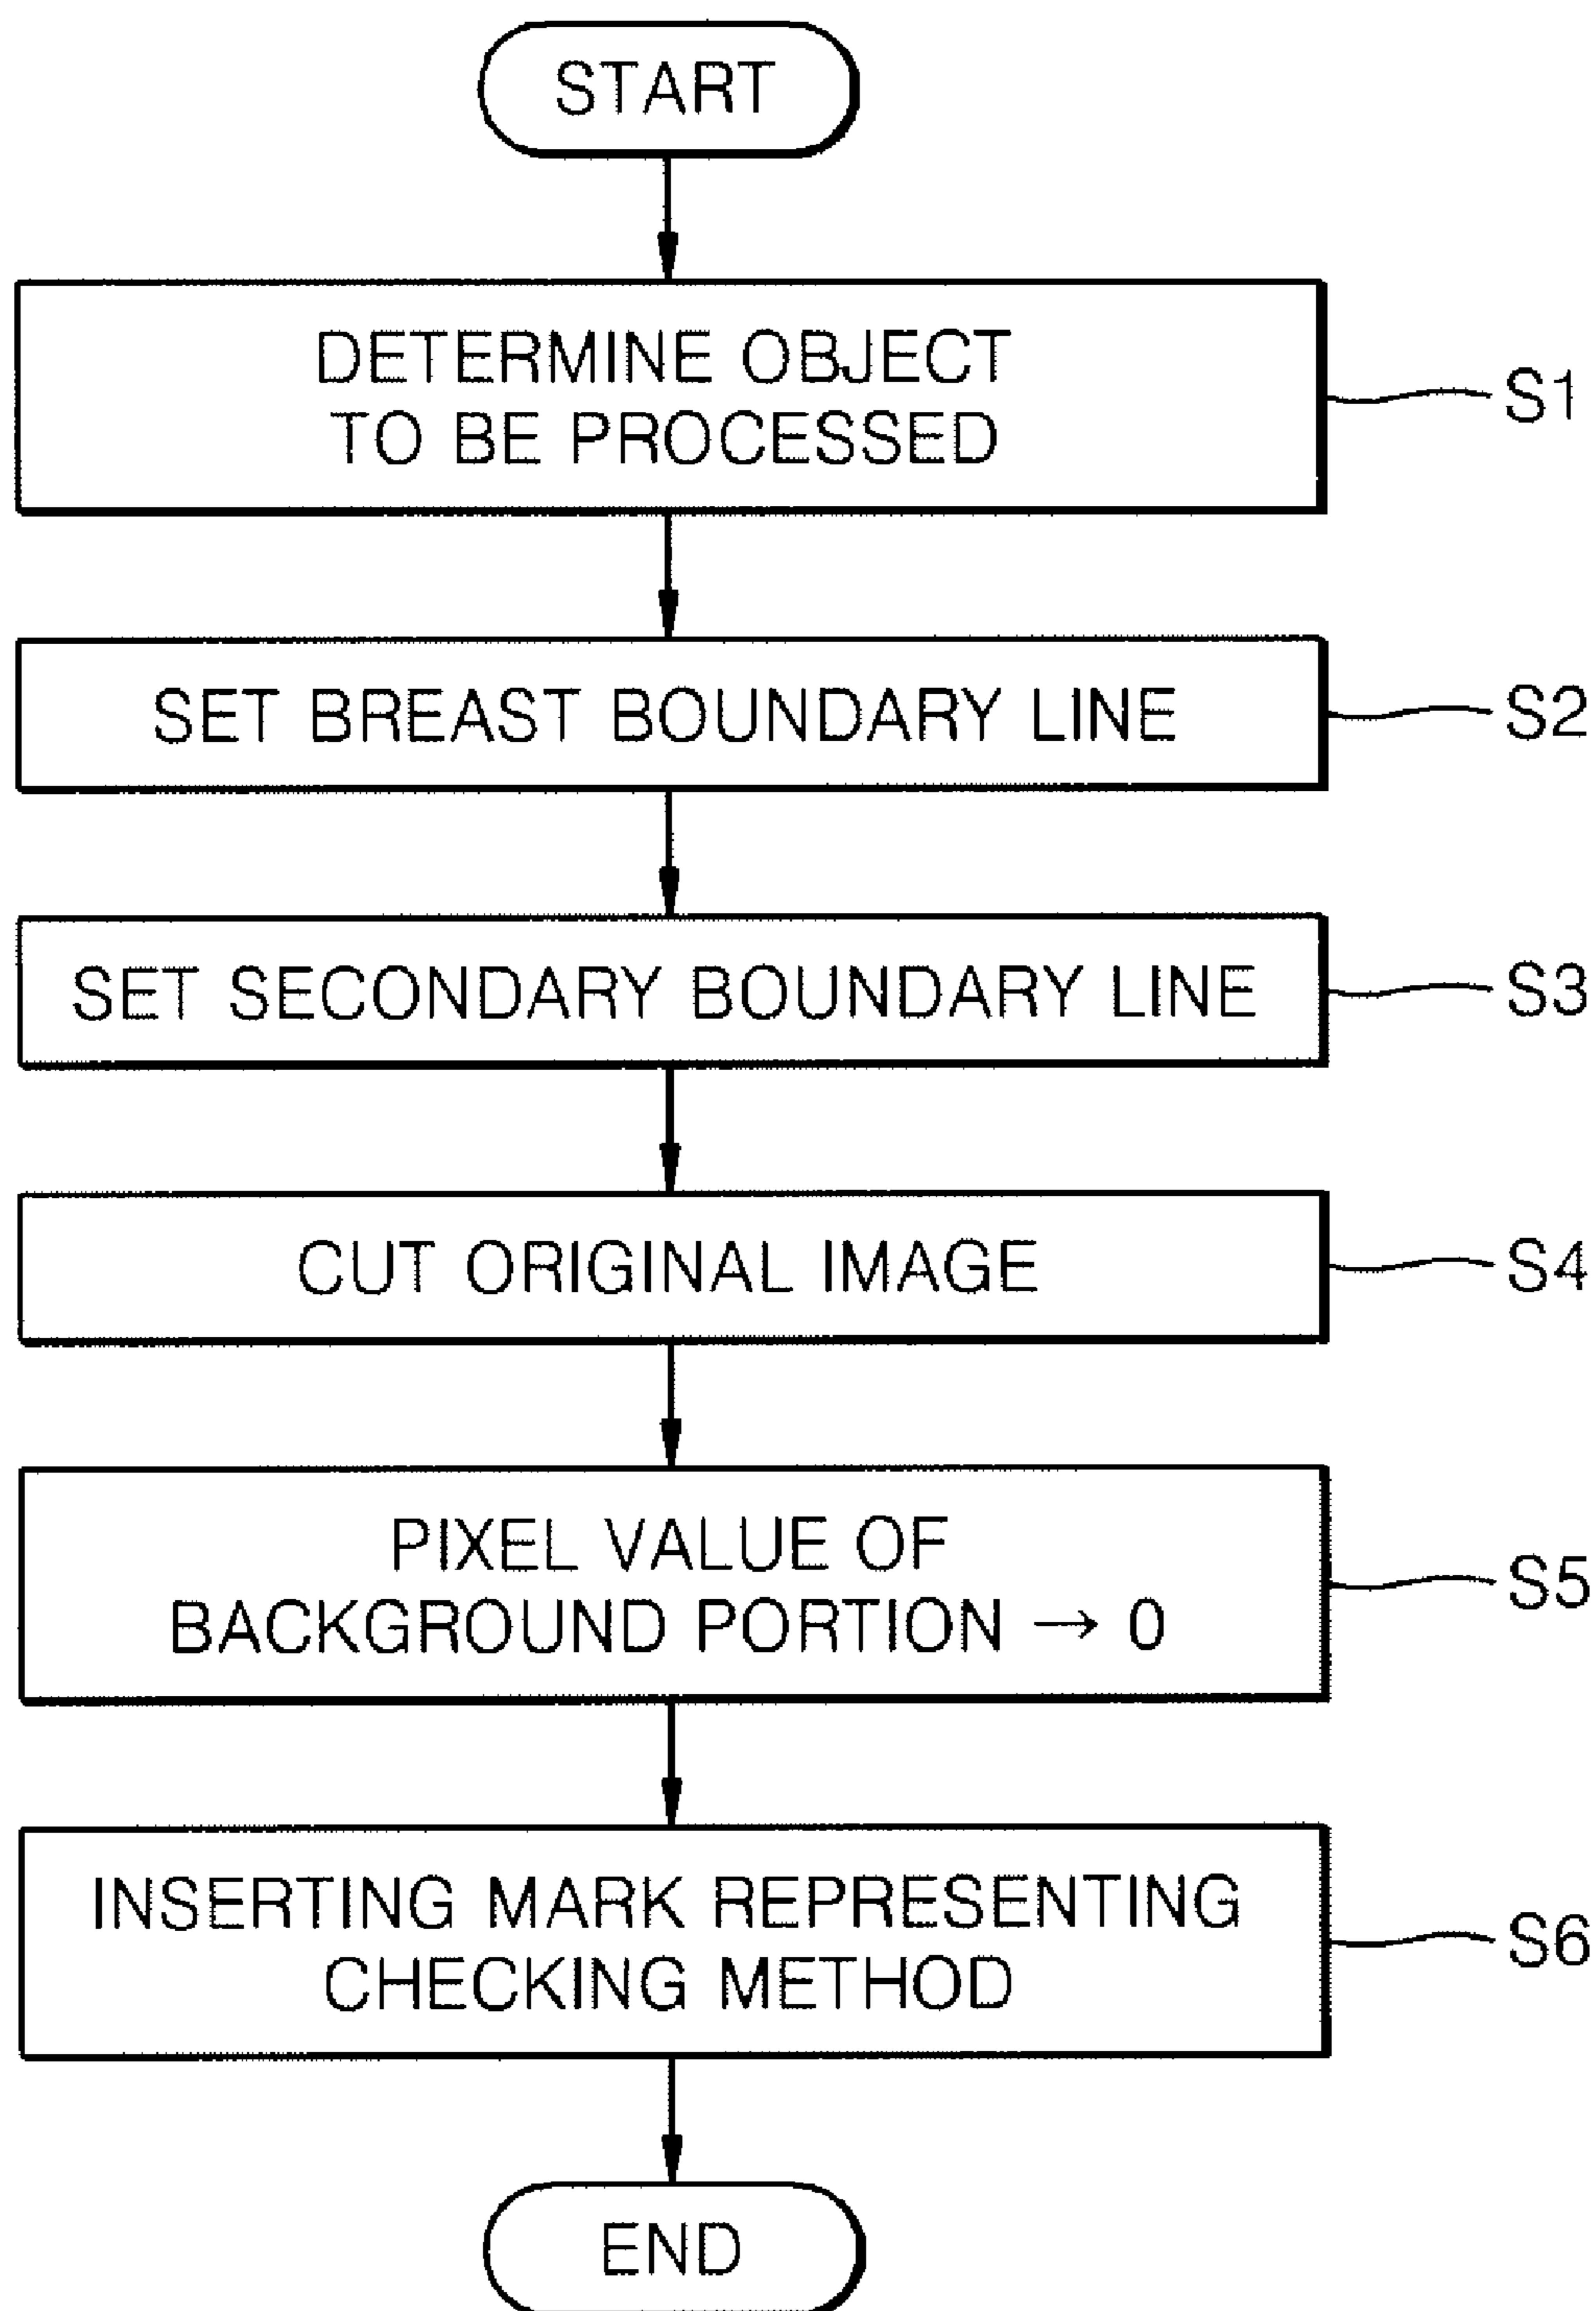 START
DETERMINE OBJECT
TO BE PROCESSED
S1
SET BREAST BOUNDARY LINE
S2
SET SECONDARY BOUNDARY LINE
S3
CUT ORIGINAL IMAGE
S4
PIXEL VALUE OF
BACKGROUND PORTION → 0
S5
INSERTING MARK REPRESENTING
CHECKING METHOD
S6
END